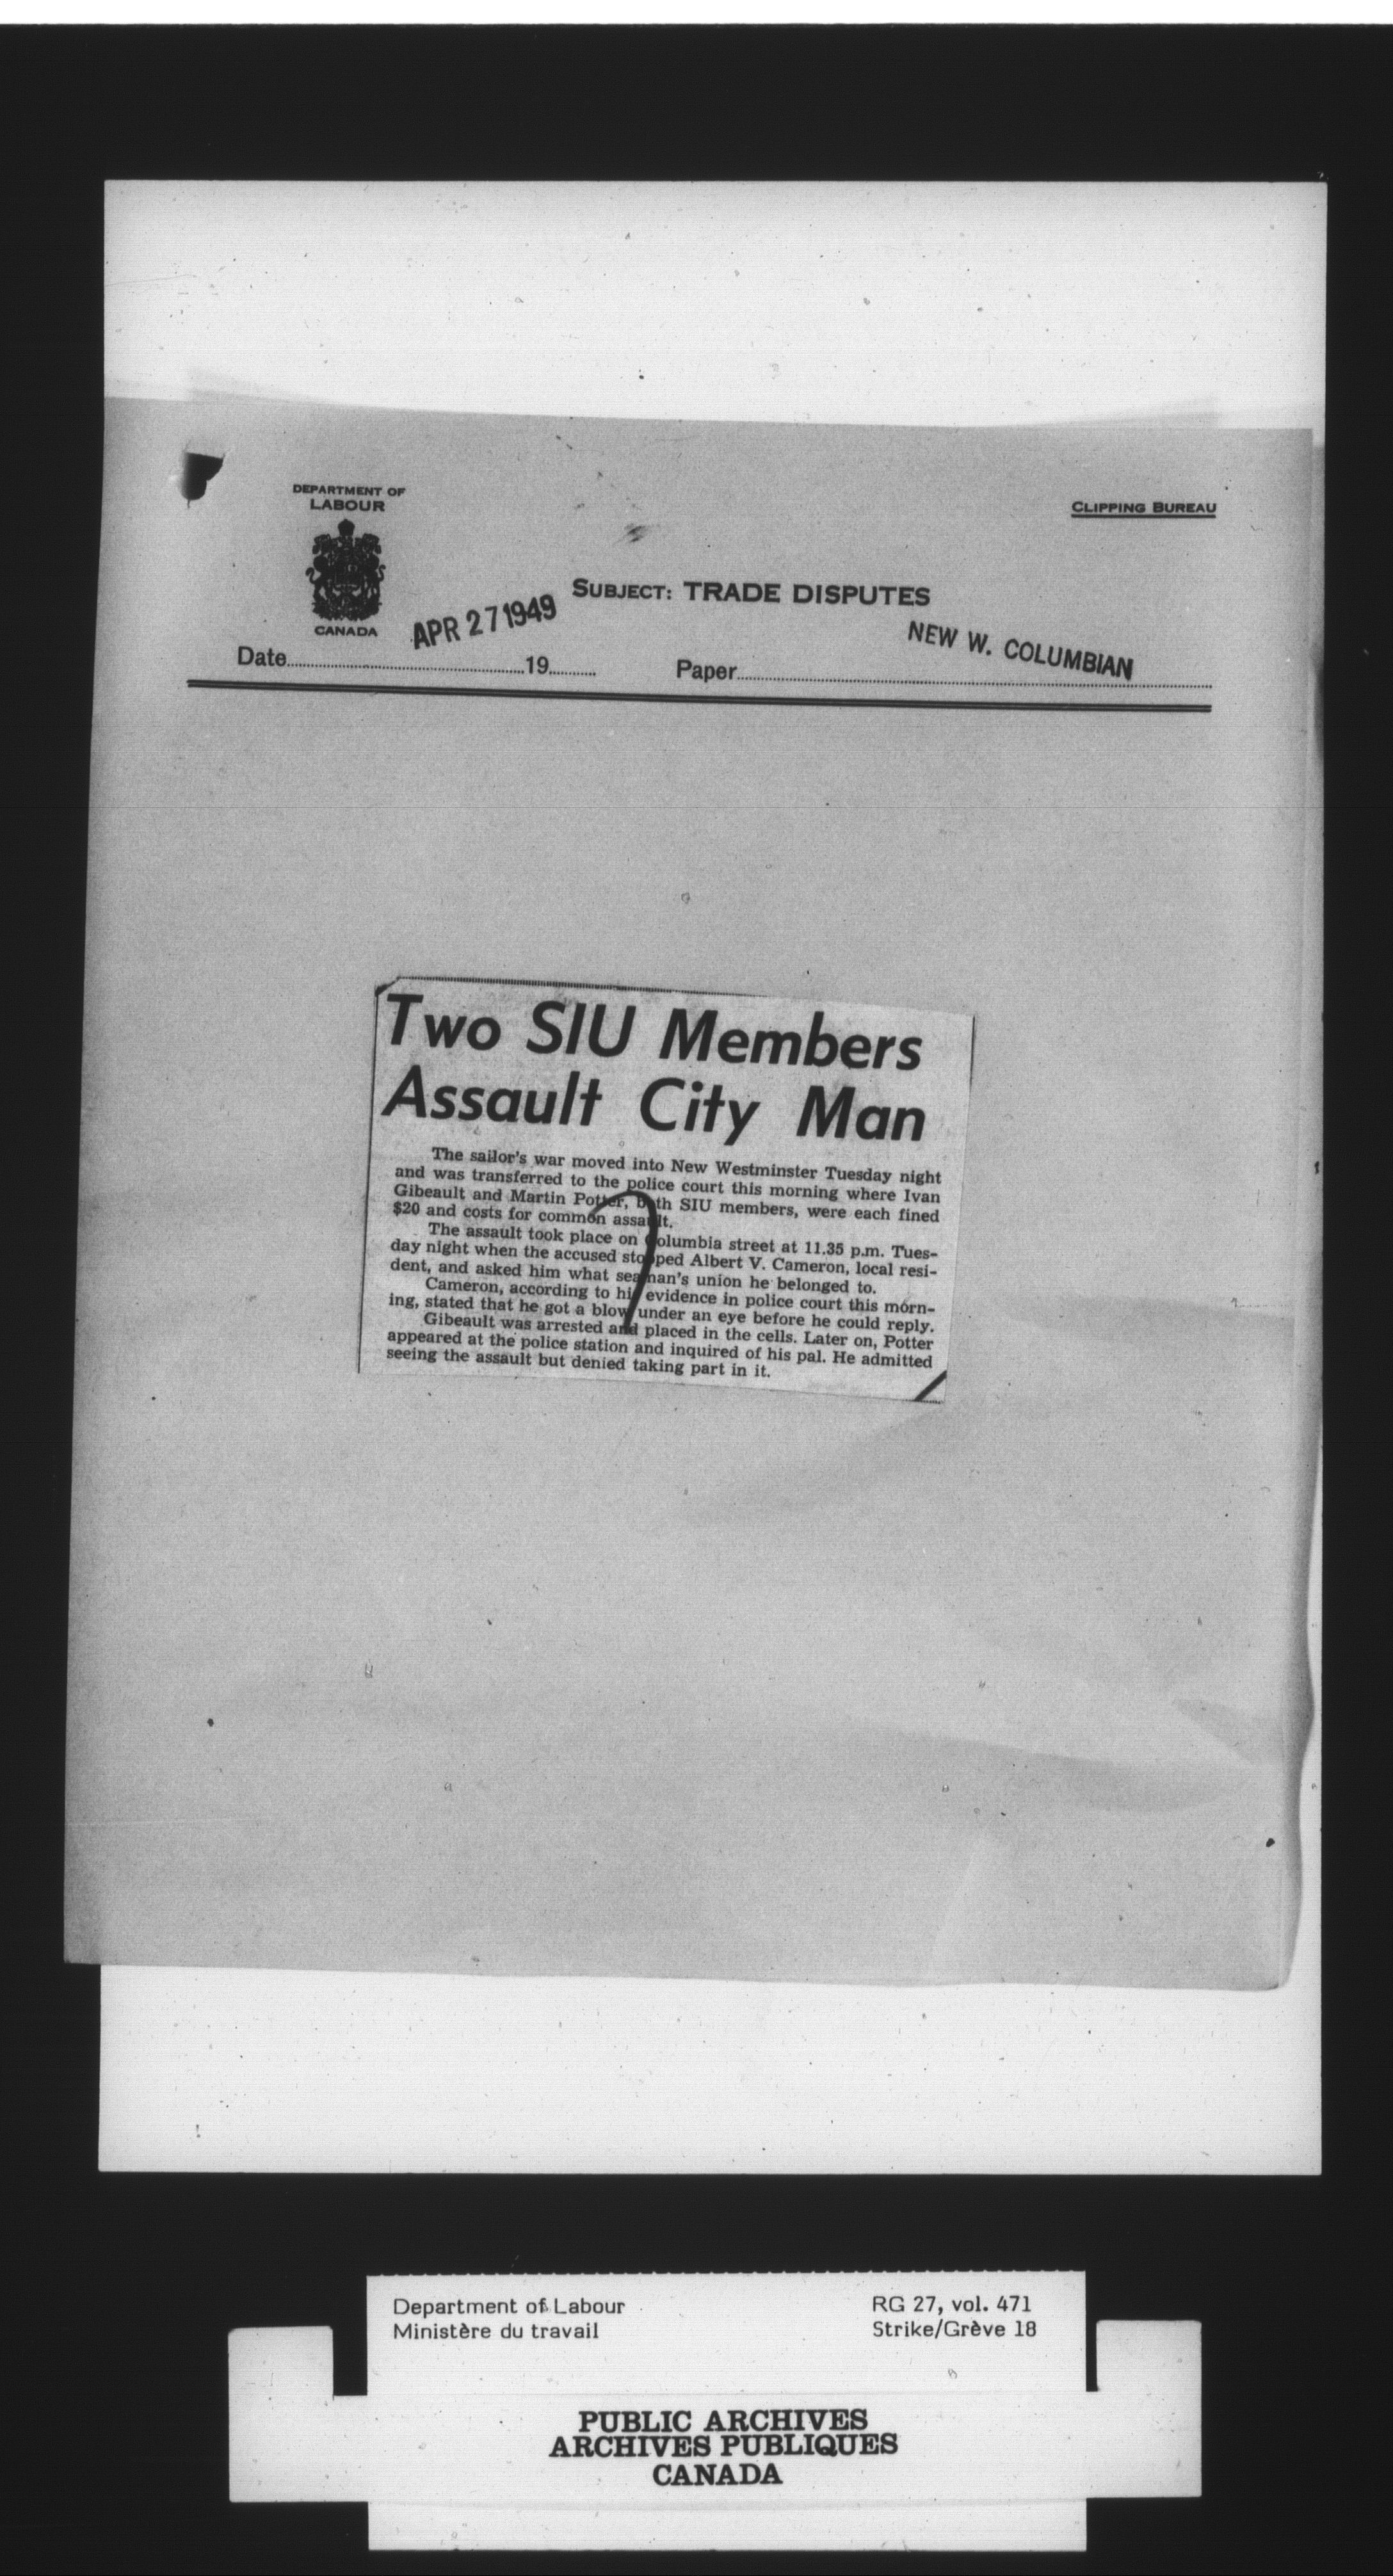 DEPARTMENT OF
LABOUR
CANADA
CLIPPING BUREAU
SUBJECT: TRADE DISPUTES
APR 27 1949
NEW W. COLUMBIAN
Date..........19.......... Paper..........
Two SIU Members
Assault City Man
The sailor's war moved into New Westminster Tuesday night
and was transferred to the police court this morning where Ivan
Gibeault and Martin Potter, both SIU members, were each fined
$20 and costs for common assault.
The assault took place on Columbia street at 11.35 p.m. Tues-
day night when the accused stopped Albert V. Cameron, local resi-
dent, and asked him what seaman's union he belonged to.
Cameron, according to his evidence in police court this morn-
ing, stated that he got a blow under an eye before he could reply.
Gibeault was arrested and placed in the cells. Later on, Potter
appeared at the police station and inquired of his pal. He admitted
seeing the assault but denied taking part in it.
Department of Labour RG 27, vol. 471
Ministère du travail Strike/Grève 18
PUBLIC ARCHIVES
ARCHIVES PUBLIQUES
CANADA